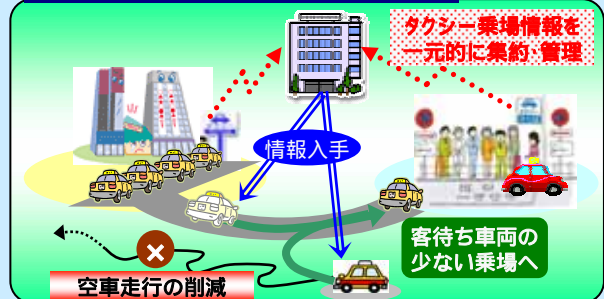 タクシー乗場情報を
一元的に集約・管理
情報入手
客待ち車両の
少ない乗場へ
×
空車走行の削減